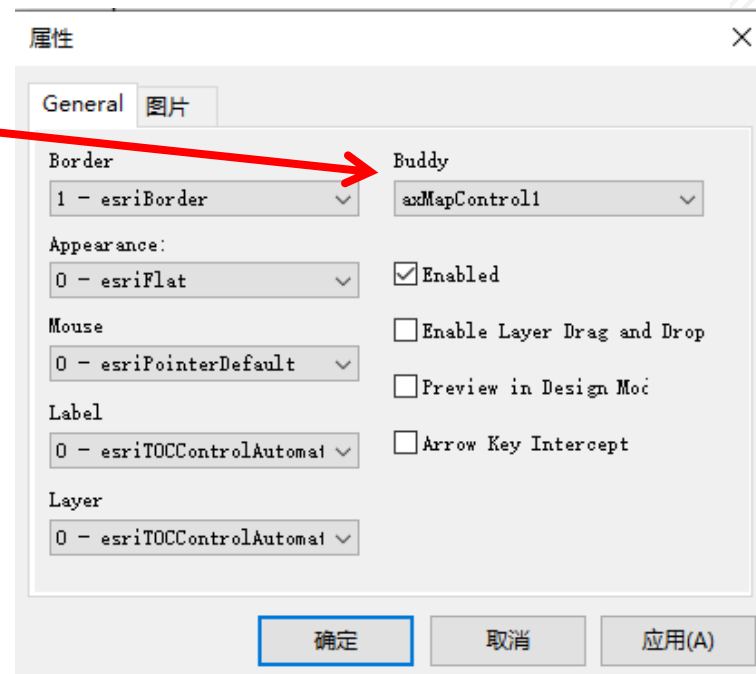 属性
General 图片
Border
1 - esriBorder
Appearance:
0 - esriFlat
Mouse
0 - esriPointerDefault
Label
0 - esriTOCControlAutomat
Layer
0 - esriTOCControlAutomat
Buddy
axMapControl1
Enabled
Enable Layer Drag and Drop
Preview in Design Mod
Arrow Key Intercept
确定 取消 应用(A)